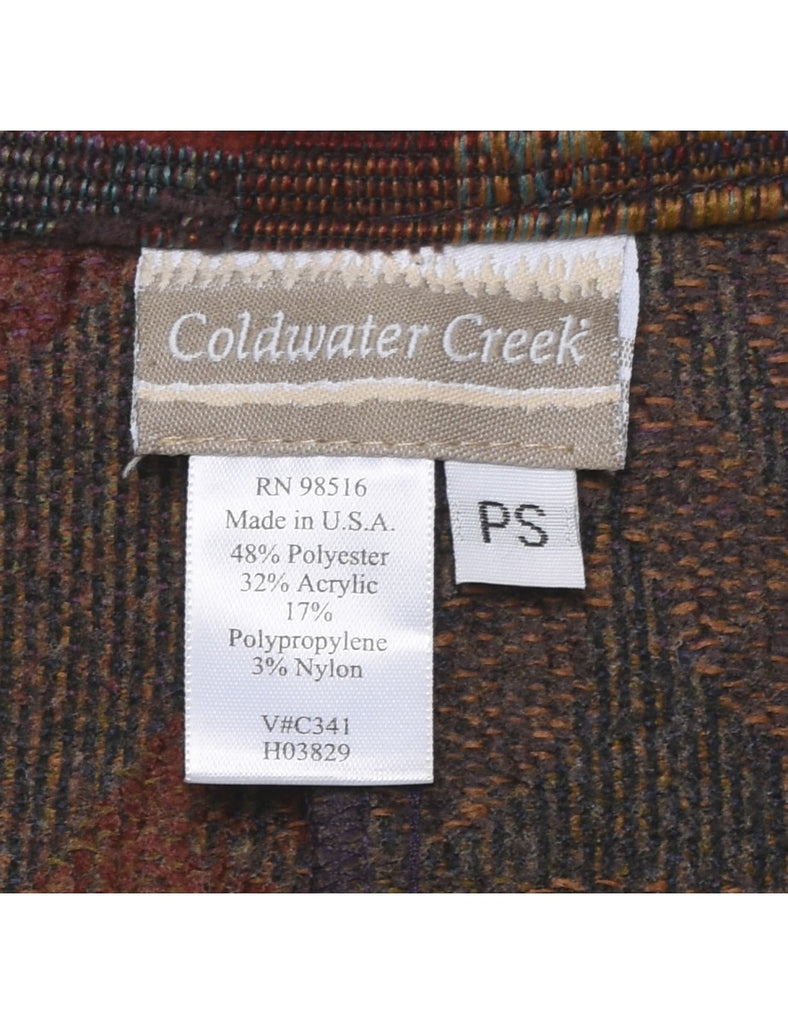 Coldwater Creek
RN 98516
Made in U.S.A.
48% Polyester
32% Acrylic
17%
Polypropylene
3% Nylon
V#C341
H03829
PS